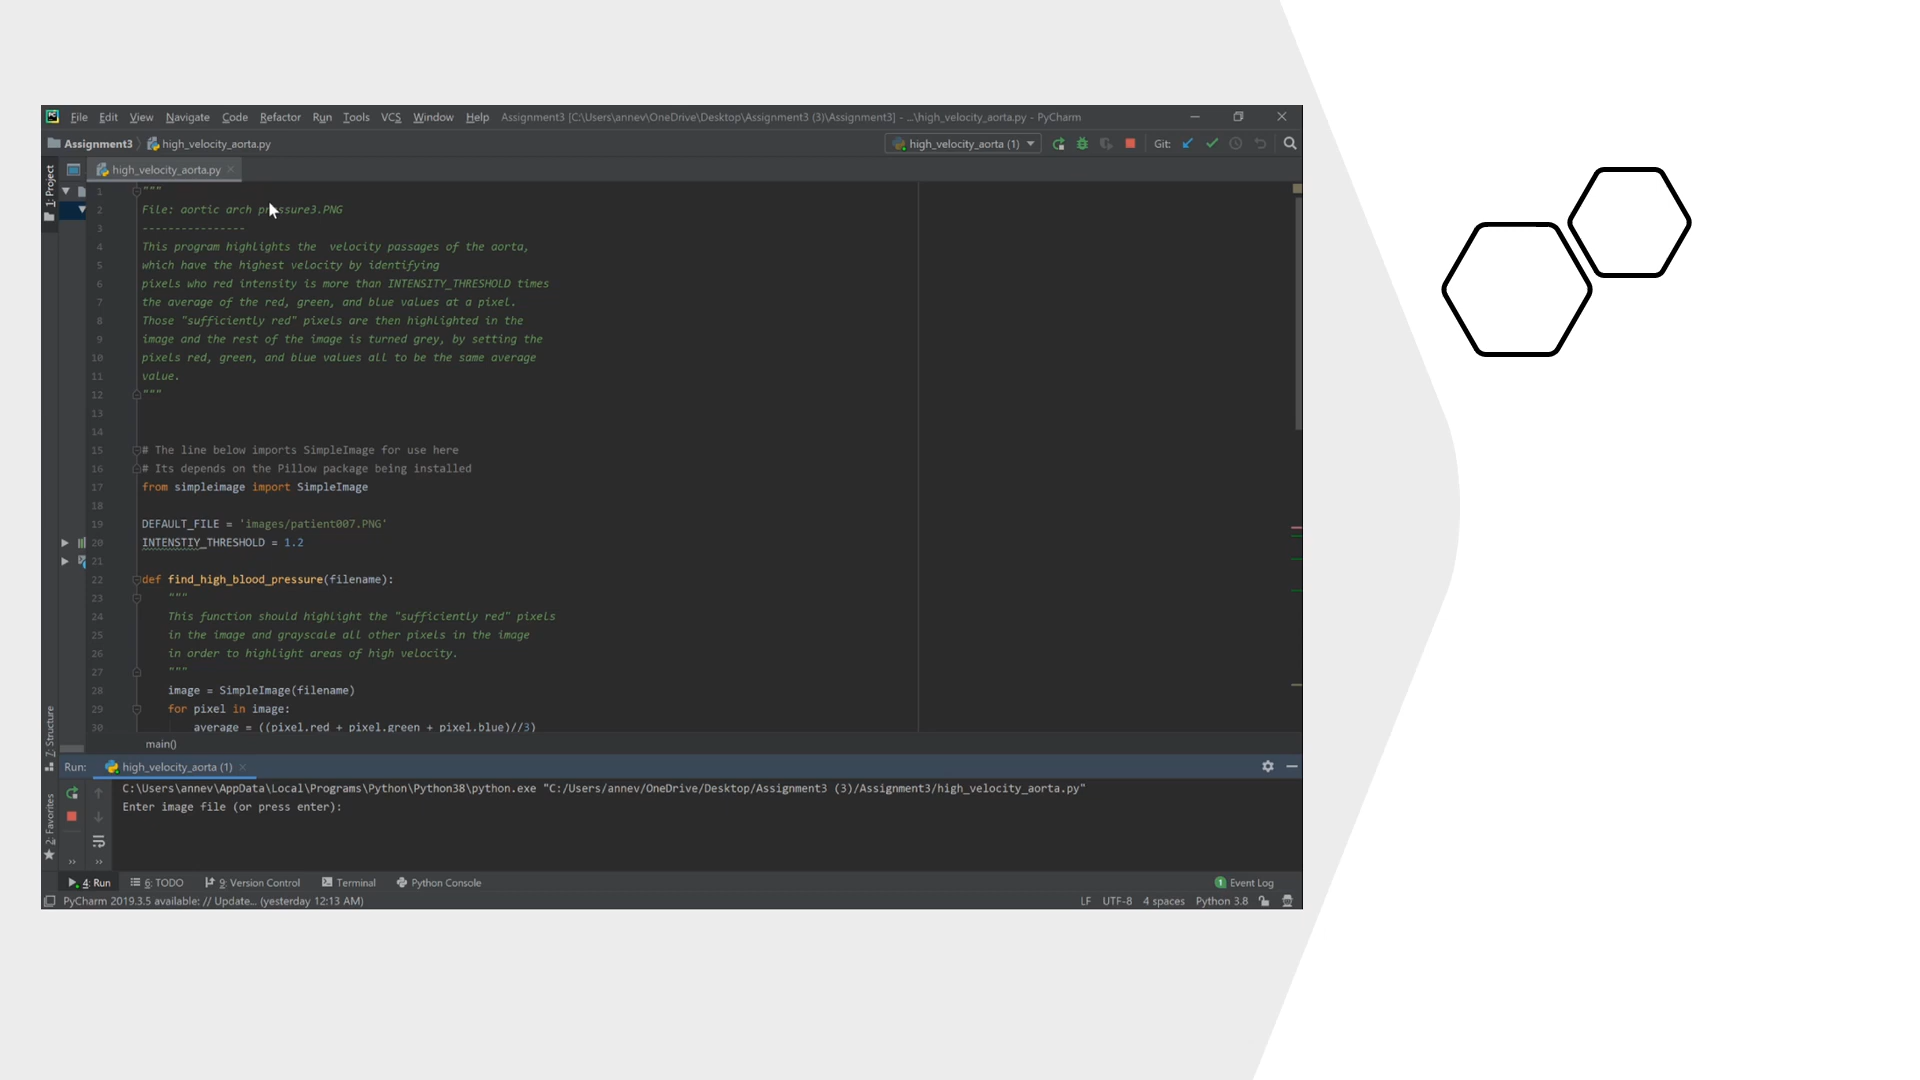 File Edit View Navigate Code Refactor Run Tools VCS Window Help Assignment3 [C:\Users\annev\OneDrive\Desktop\Assignment3 (3)\Assignment3] - ...\high_velocity_aorta.py - PyCharm
Assignment3 high_velocity_aorta.py high_velocity_aorta (1) Git:
1: Project
high_velocity_aorta.py
1 """
2 File: aortic arch pressure3.PNG
3 ----------------
4 This program highlights the  velocity passages of the aorta,
5 which have the highest velocity by identifying
6 pixels who red intensity is more than INTENSITY_THRESHOLD times
7 the average of the red, green, and blue values at a pixel.
8 Those "sufficiently red" pixels are then highlighted in the
9 image and the rest of the image is turned grey, by setting the
10 pixels red, green, and blue values all to be the same average
11 value.
12 """
13
14
15 # The line below imports SimpleImage for use here
16 # Its depends on the Pillow package being installed
17 from simpleimage import SimpleImage
18
19 DEFAULT_FILE = 'images/patient007.PNG'
20 INTENSTIY_THRESHOLD = 1.2
21
22 def find_high_blood_pressure(filename):
23 """
24 This function should highlight the "sufficiently red" pixels
25 in the image and grayscale all other pixels in the image
26 in order to highlight areas of high velocity.
27 """
28 image = SimpleImage(filename)
29 for pixel in image:
30 average = ((pixel.red + pixel.green + pixel.blue)//3)
main()
7: Structure
2: Favorites
Run: high_velocity_aorta (1)
C:\Users\annev\AppData\Local\Programs\Python\Python38\python.exe "C:/Users/annev/OneDrive/Desktop/Assignment3 (3)/Assignment3/high_velocity_aorta.py"
Enter image file (or press enter):
4: Run 6: TODO 9: Version Control Terminal Python Console 1 Event Log
PyCharm 2019.3.5 available: // Update... (yesterday 12:13 AM) LF UTF-8 4 spaces Python 3.8